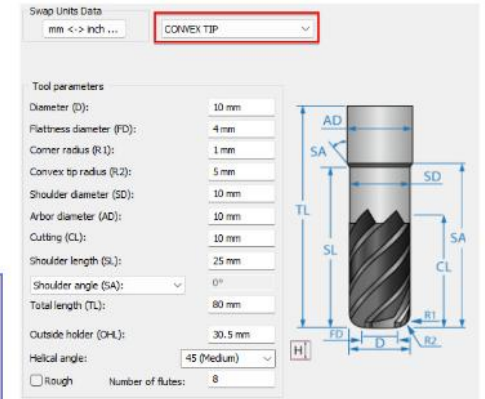 Swap Units Data
mm <-> inch ...
CONVEX TIP
Tool parameters
Diameter (D): 10 mm
Flattness diameter (FD): 4 mm
Corner radius (R1): 1 mm
Convex tip radius (R2): 5 mm
Shoulder diameter (SD): 10 mm
Arbor diameter (AD): 10 mm
Cutting (CL): 10 mm
Shoulder length (SL): 25 mm
Shoulder angle (SA): 0°
Total length (TL): 80 mm
Outside holder (OHL): 30.5 mm
Helical angle: 45 (Medium)
Rough Number of flutes: 8
AD
SA
SD
TL
SL
SA
CL
R1
FD
D
R2
H